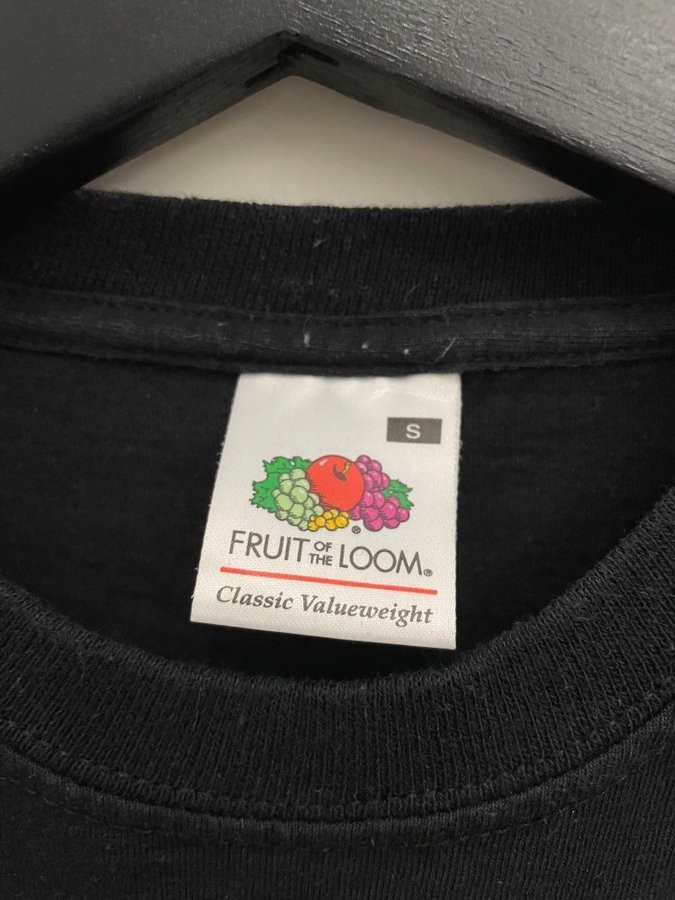 S
®
FRUIT OF THE LOOM®
Classic Valueweight